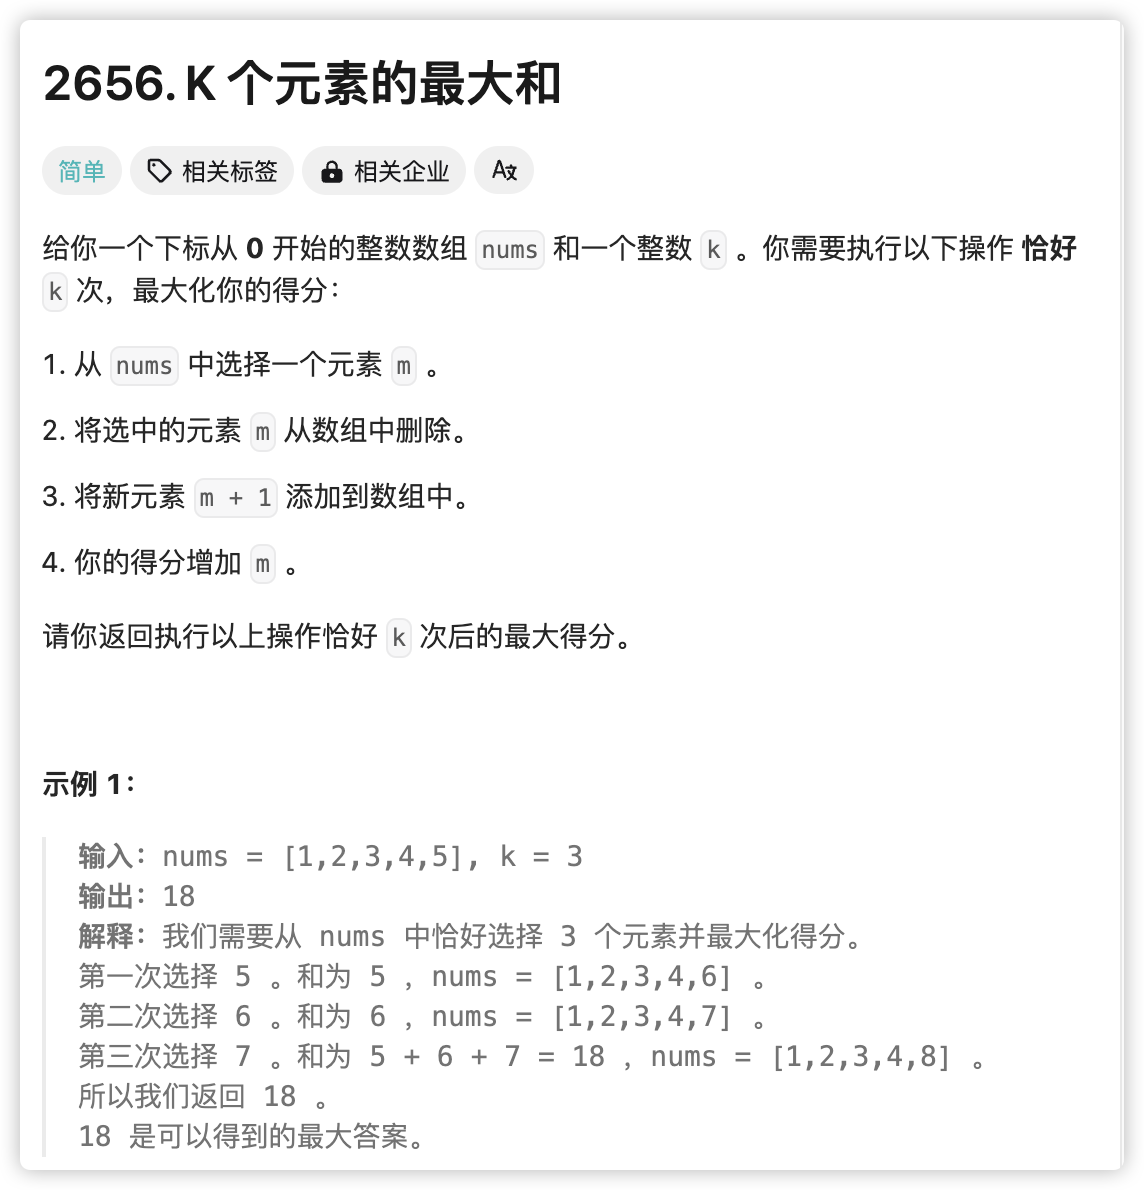 2656. K 个元素的最大和
简单 相关标签 相关企业
给你一个下标从 0 开始的整数数组 nums 和一个整数 k 。你需要执行以下操作 恰好
k 次，最大化你的得分：
1. 从 nums 中选择一个元素 m 。
2. 将选中的元素 m 从数组中删除。
3. 将新元素 m + 1 添加到数组中。
4. 你的得分增加 m 。
请你返回执行以上操作恰好 k 次后的最大得分。
示例 1：
输入：nums = [1,2,3,4,5], k = 3
输出：18
解释：我们需要从 nums 中恰好选择 3 个元素并最大化得分。
第一次选择 5 。和为 5 ，nums = [1,2,3,4,6] 。
第二次选择 6 。和为 6 ，nums = [1,2,3,4,7] 。
第三次选择 7 。和为 5 + 6 + 7 = 18 ，nums = [1,2,3,4,8] 。
所以我们返回 18 。
18 是可以得到的最大答案。